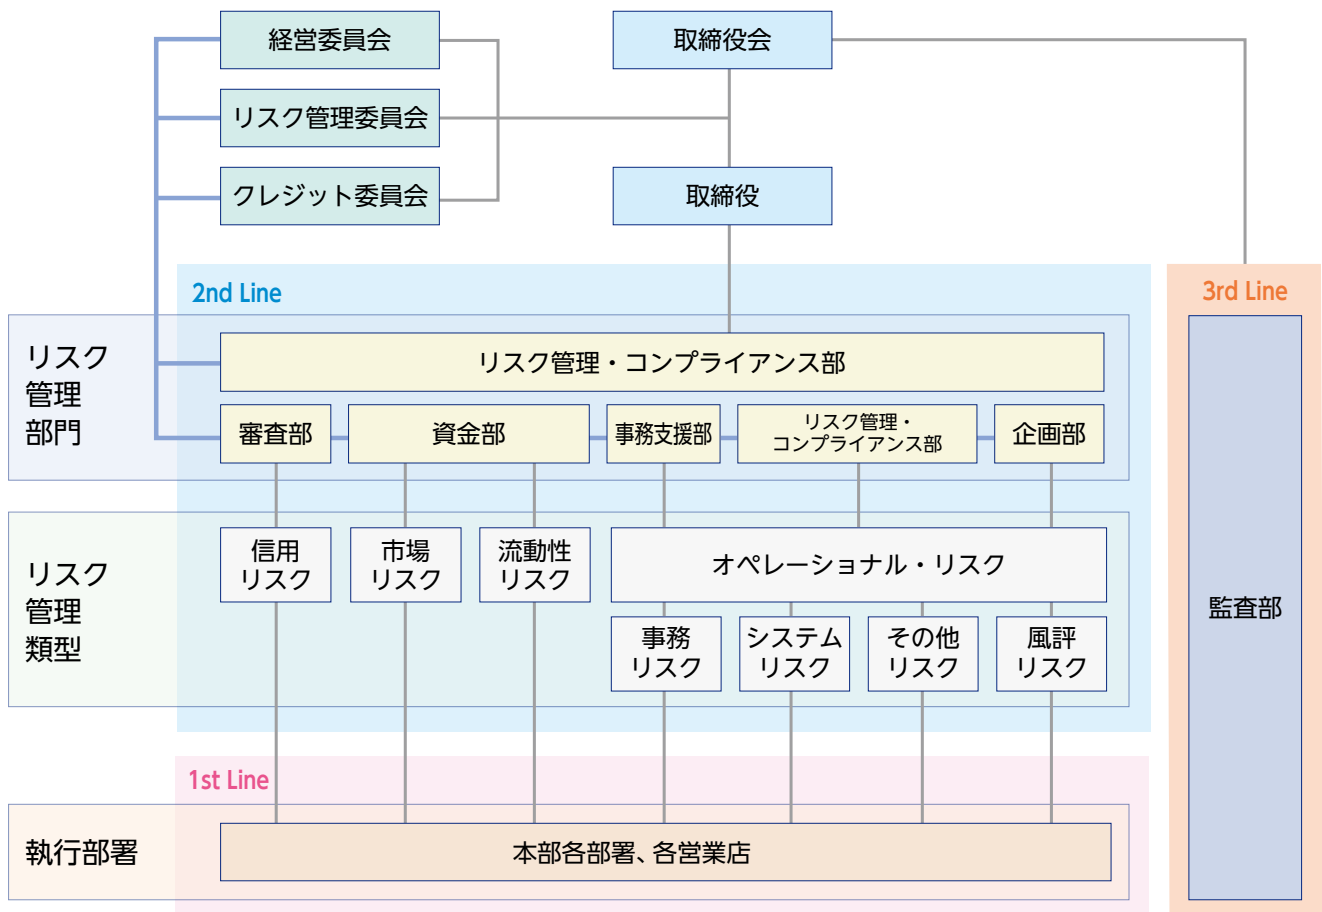 経営委員会
取締役会
リスク管理委員会
クレジット委員会
取締役
2nd Line
3rd Line
リスク
管理
部門
リスク管理・コンプライアンス部
審査部
資金部
事務支援部
リスク管理・
コンプライアンス部
企画部
リスク
管理
類型
信用
リスク
市場
リスク
流動性
リスク
オペレーショナル・リスク
事務
リスク
システム
リスク
その他
リスク
風評
リスク
監査部
1st Line
執行部署
本部各部署、各営業店